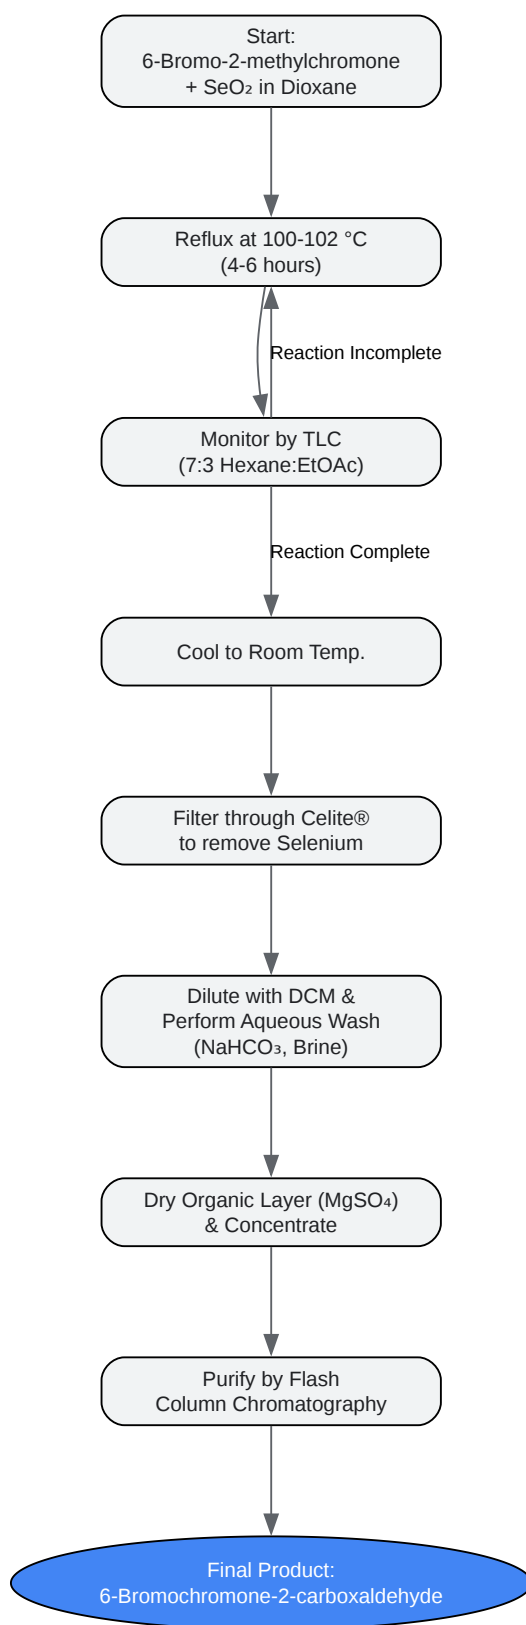 Start:
6-Bromo-2-methylchromone
+ SeO₂ in Dioxane
Reflux at 100-102 °C
(4-6 hours)
Reaction Incomplete
Monitor by TLC
(7:3 Hexane:EtOAc)
Reaction Complete
Cool to Room Temp.
Filter through Celite®
to remove Selenium
Dilute with DCM &
Perform Aqueous Wash
(NaHCO₃, Brine)
Dry Organic Layer (MgSO₄)
& Concentrate
Purify by Flash
Column Chromatography
Final Product:
6-Bromochromone-2-carboxaldehyde